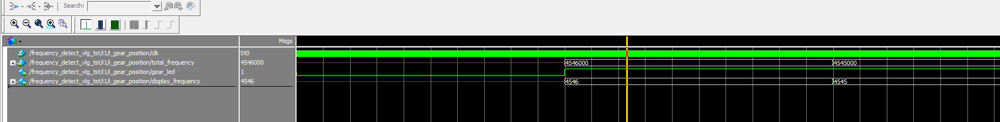 Search:
Msgs
/frequency_detect_vlg_tst/i1/i_gear_position/clk St0
/frequency_detect_vlg_tst/i1/i_gear_position/total_frequency 4546000 4546000 4545000
/frequency_detect_vlg_tst/i1/i_gear_position/gear_led 1
/frequency_detect_vlg_tst/i1/i_gear_position/display_frequency 4546 4546 4545